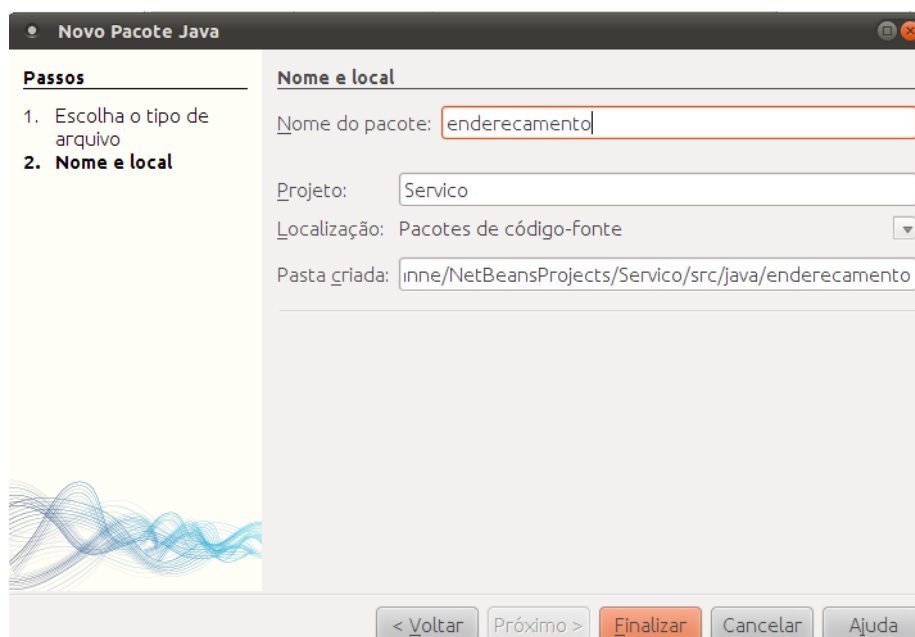 Novo Pacote Java
Passos
1. Escolha o tipo de
arquivo
2. Nome e local
Nome e local
Nome do pacote: enderecamento
Projeto: Servico
Localização: Pacotes de código-fonte
Pasta criada: nne/NetBeansProjects/Servico/src/java/enderecamento
< Voltar Próximo > Finalizar Cancelar Ajuda